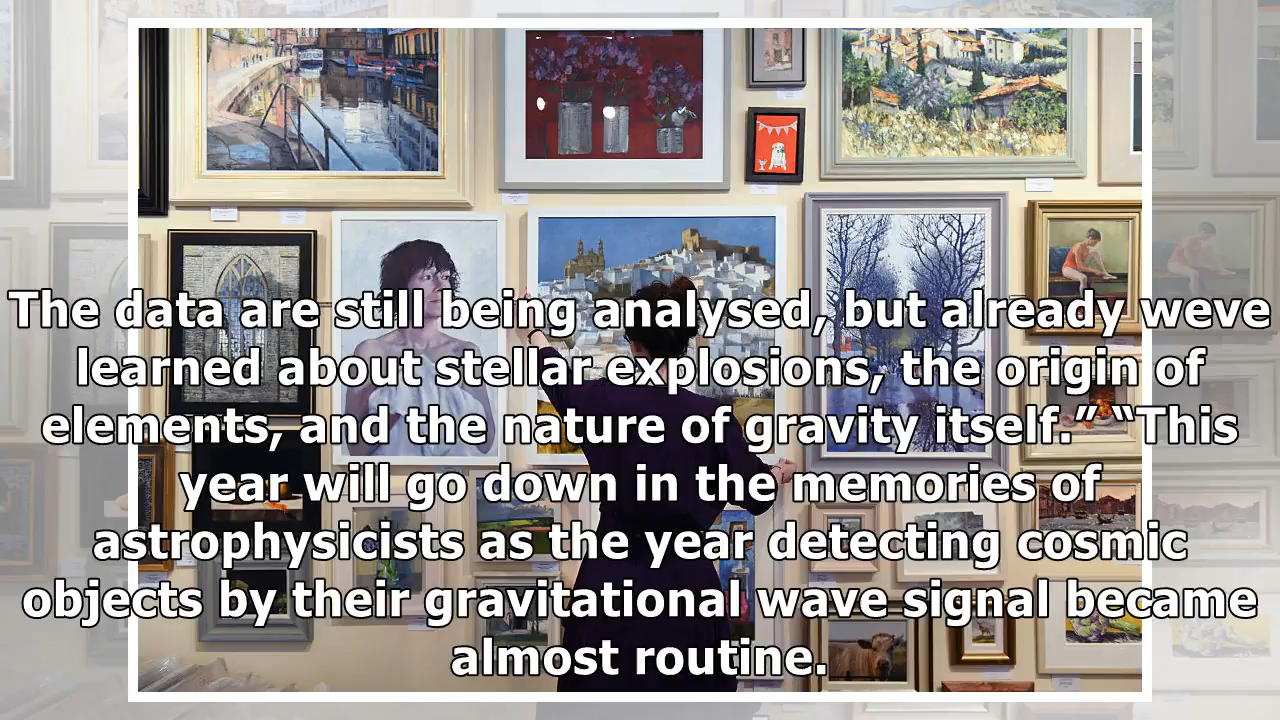 The data are still being analysed, but already weve
learned about stellar explosions, the origin of
elements, and the nature of gravity itself.” “This
year will go down in the memories of
astrophysicists as the year detecting cosmic
objects by their gravitational wave signal became
almost routine.